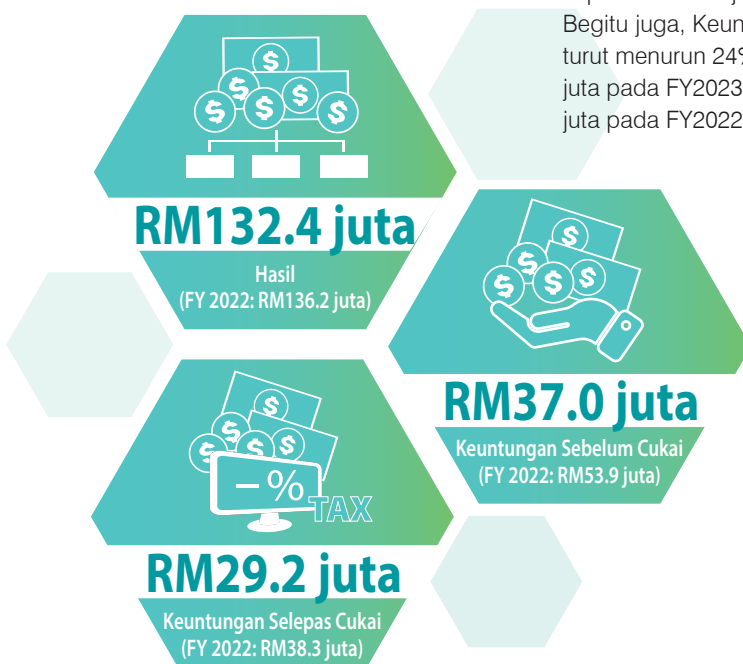 Begitu juga, Keun
turut menurun 24%
juta pada FY2023
juta pada FY2022
RM132.4 juta
Hasil
(FY 2022: RM136.2 juta)
RM37.0 juta
Keuntungan Sebelum Cukai
(FY 2022: RM53.9 juta)
– %
TAX
RM29.2 juta
Keuntungan Selepas Cukai
(FY 2022: RM38.3 juta)